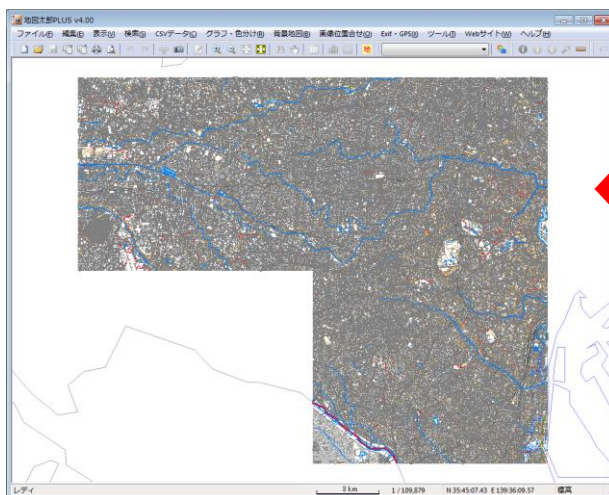 地図太郎PLUS v4.00
ファイル(F) 編集(E) 表示(V) 検索(S) CSVデータ(C) グラフ・色分け(R) 背景地図(B) 画像位置合せ(O) Exif・GPS(I) ツール(T) Webサイト(W) ヘルプ(H)
レディ 3 km 1 /109,879 N 35:45:07.43 E 139:36:09.57 標高